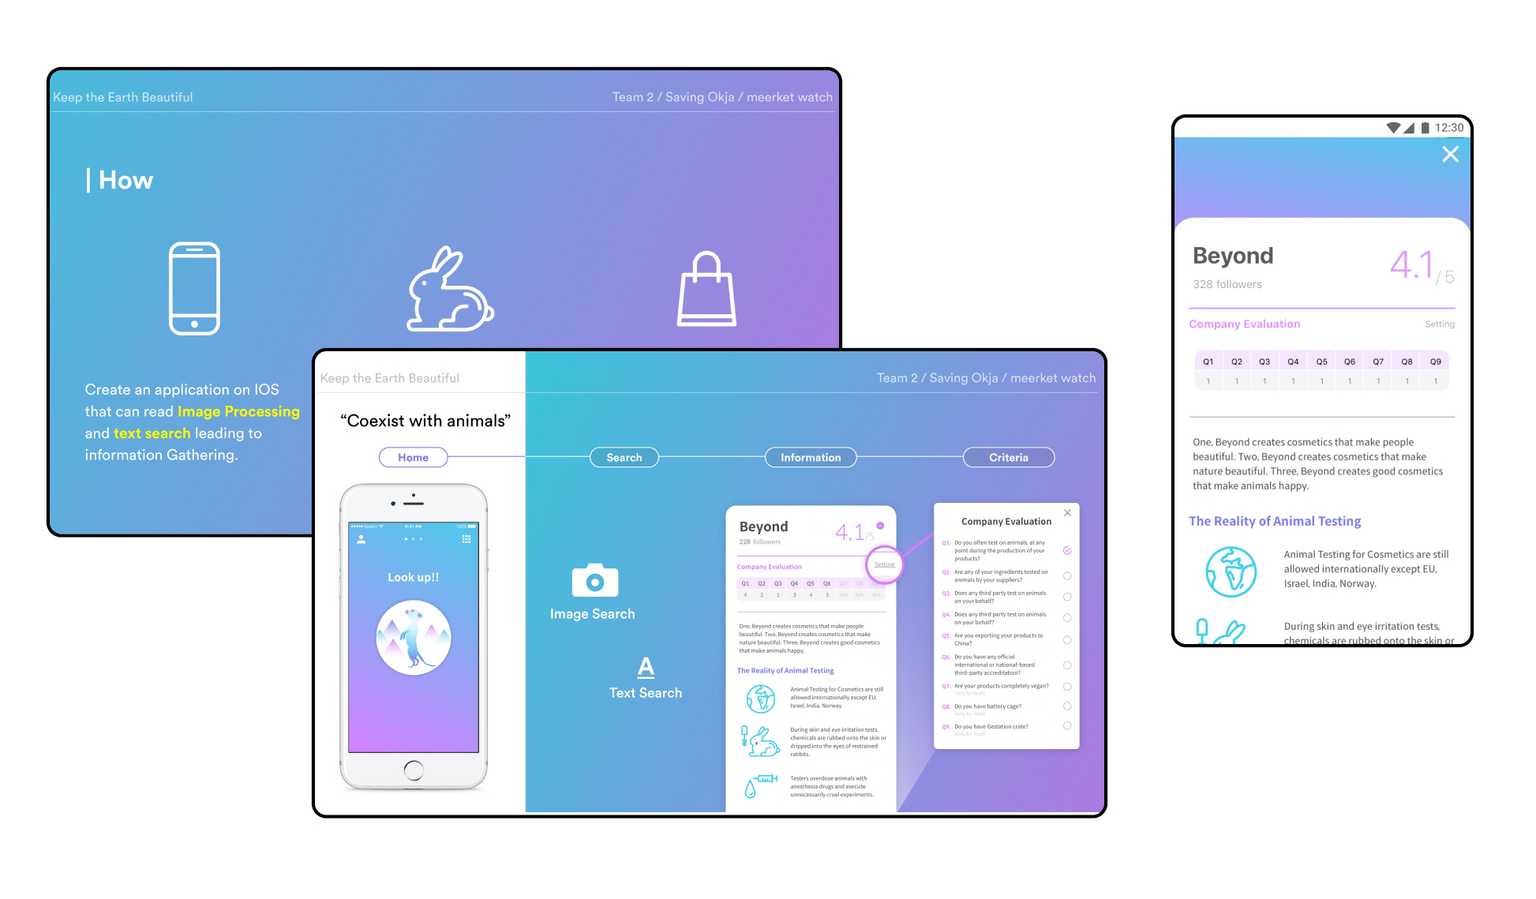 Keep the Earth Beautiful
Team 2 / Saving Okja / meerket watch
| How
Create an application on IOS
that can read Image Processing
and text search leading to
information Gathering.
Keep the Earth Beautiful
Team 2 / Saving Okja / meerket watch
“Coexist with animals”
Home
Search
Information
Criteria
9:41 AM
Look up!!
Image Search
A
Text Search
Beyond
228 followers
4.1/5
Company Evaluation
Setting
Q1 Q2 Q3 Q4 Q5 Q6
4 2 1 3 4 5
One, Beyond creates cosmetics that make people
beautiful. Two, Beyond creates cosmetics that make
nature beautiful. Three, Beyond creates good cosmetics
that make animals happy.
The Reality of Animal Testing
Animal Testing for Cosmetics are still
allowed internationally except EU,
Israel, India, Norway.
During skin and eye irritation tests,
chemicals are rubbed onto the skin or
dripped into the eyes of restrained
rabbits.
Testers overdose animals with
anesthesia drugs and execute
unnecessarily cruel experiments.
Company Evaluation
Q1. Do you often test on animals, at any
point during the production of your
products?
Q2. Are any of your ingredients tested on
animals by your suppliers?
Q3. Does any third party test on animals
on your behalf?
Q4. Does any third party test on animals
on your behalf?
Q5. Are you exporting your products to
China?
Q6. Do you have any official
international or national-based
third-party accreditation?
Q7. Are your products completely vegan?
Q8. Do you have battery cage?
Q9. Do you have Gestation crate?
12:30
Beyond
328 followers
4.1/5
Company Evaluation
Setting
Q1 Q2 Q3 Q4 Q5 Q6 Q7 Q8 Q9
1 1 1 1 1 1 1 1 1
One, Beyond creates cosmetics that make people
beautiful. Two, Beyond creates cosmetics that make
nature beautiful. Three, Beyond creates good cosmetics
that make animals happy.
The Reality of Animal Testing
Animal Testing for Cosmetics are still
allowed internationally except EU,
Israel, India, Norway.
During skin and eye irritation tests,
chemicals are rubbed onto the skin or